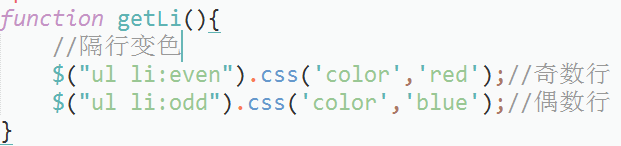 function getLi(){
//隔行变色
$("ul li:even").css('color','red');//奇数行
$("ul li:odd").css('color','blue');//偶数行
}